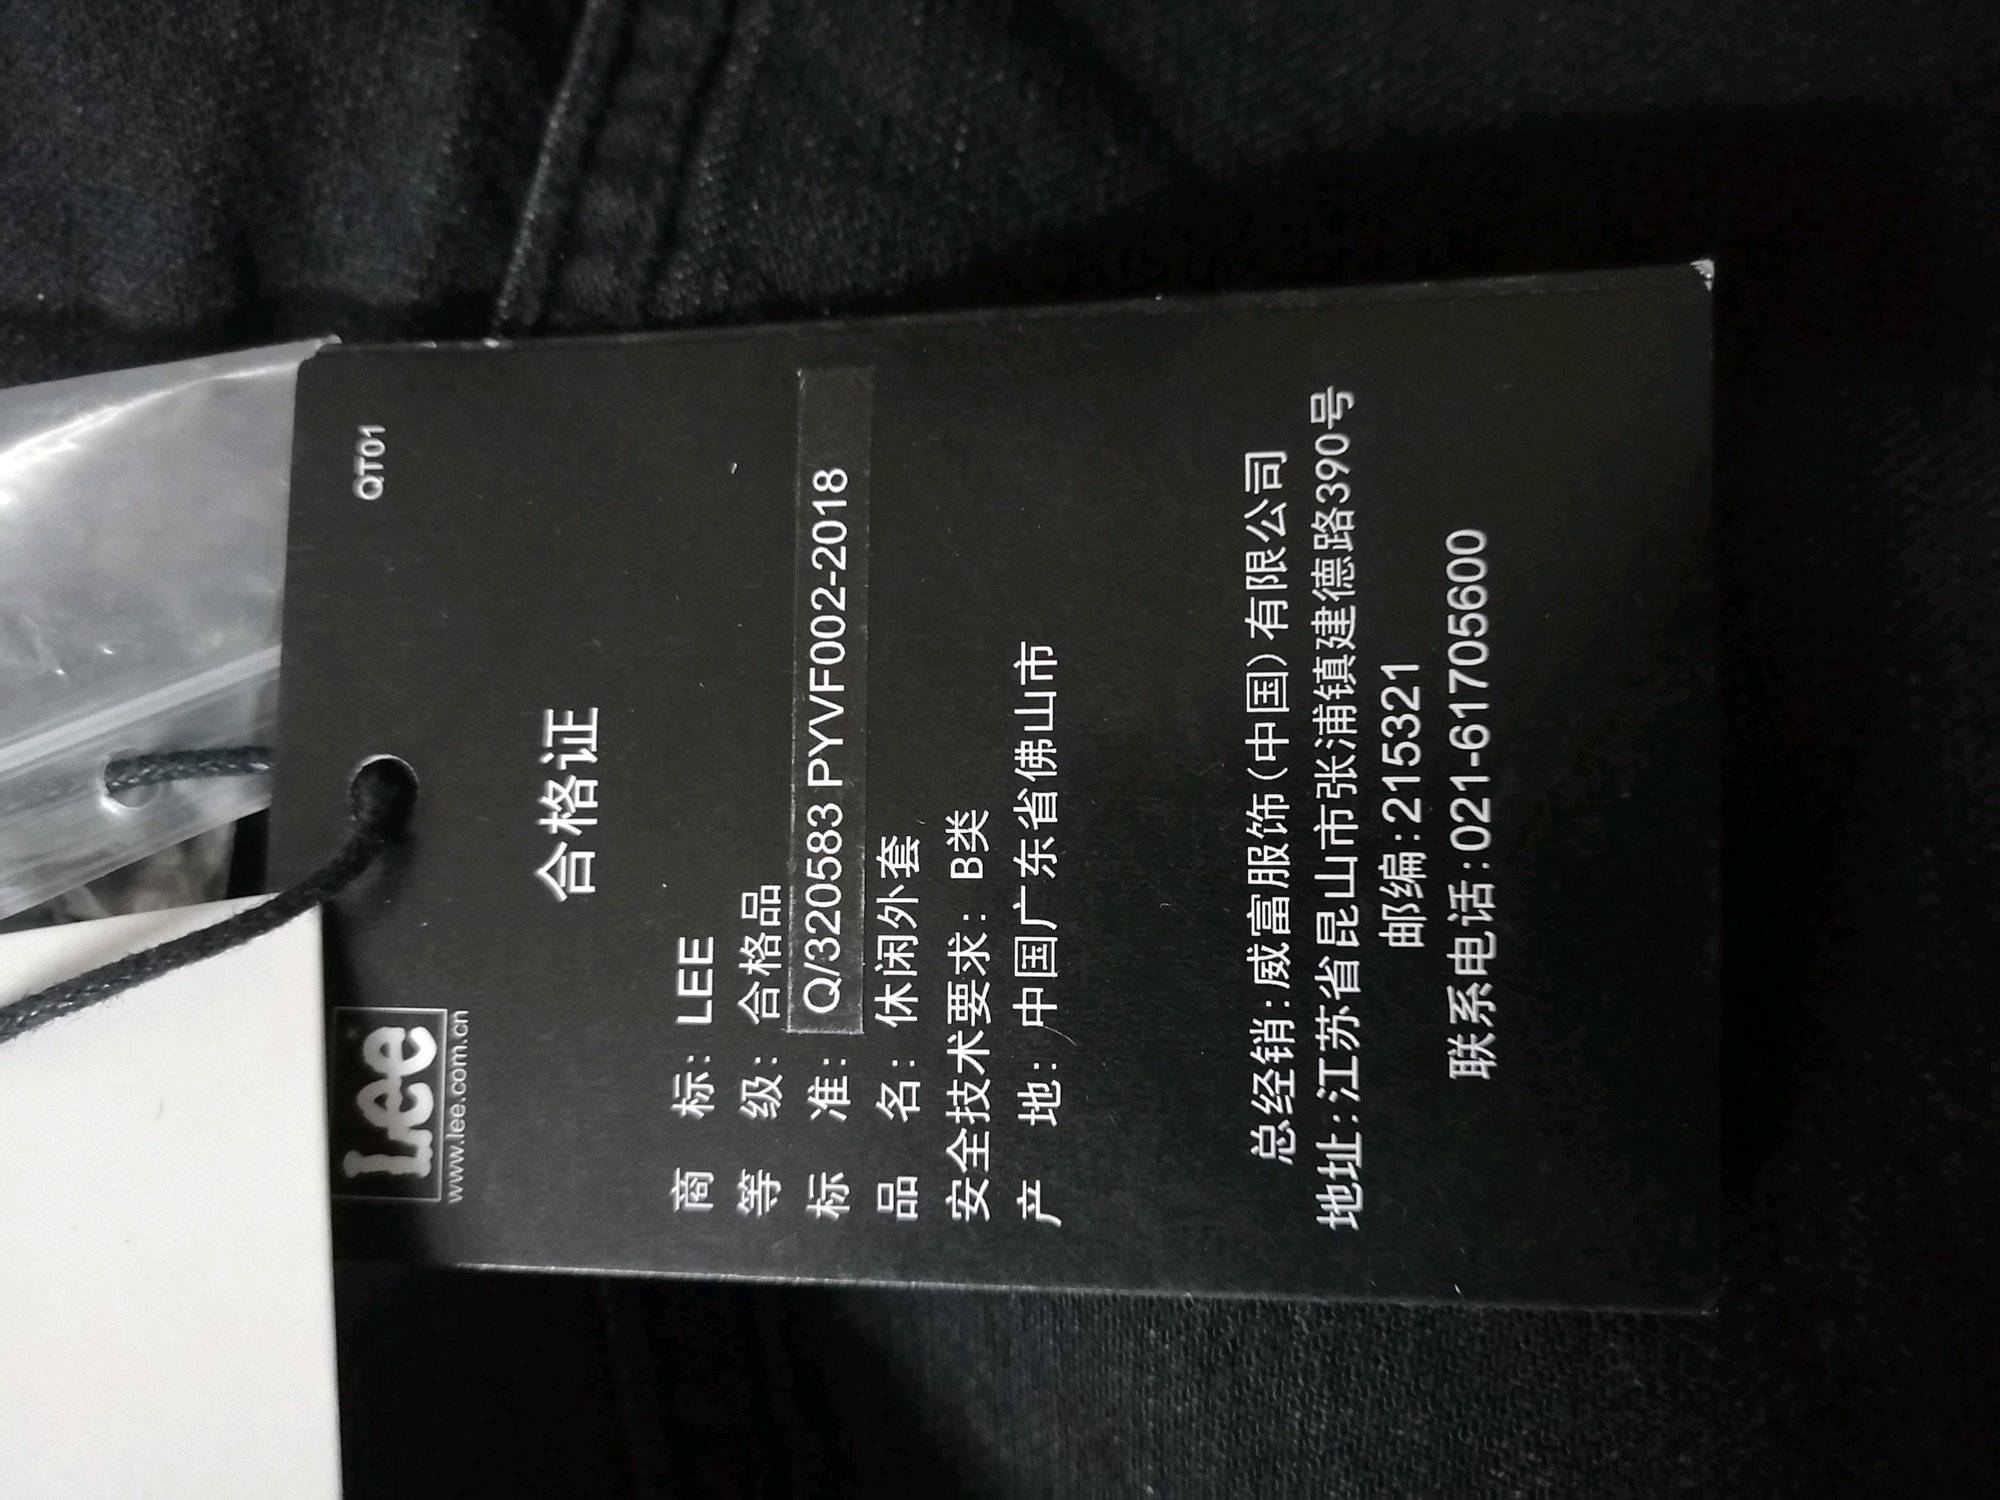 Lee
www.lee.com.cn
QT01
合格证
商 标: LEE
等 级: 合格品
标 准: Q/320583 PYVF002-2018
品 名: 休闲外套
安全技术要求: B类
产 地: 中国广东省佛山市
总经销:威富服饰(中国)有限公司
地址:江苏省昆山市张浦镇建德路390号
邮编:215321
联系电话:021-61705600